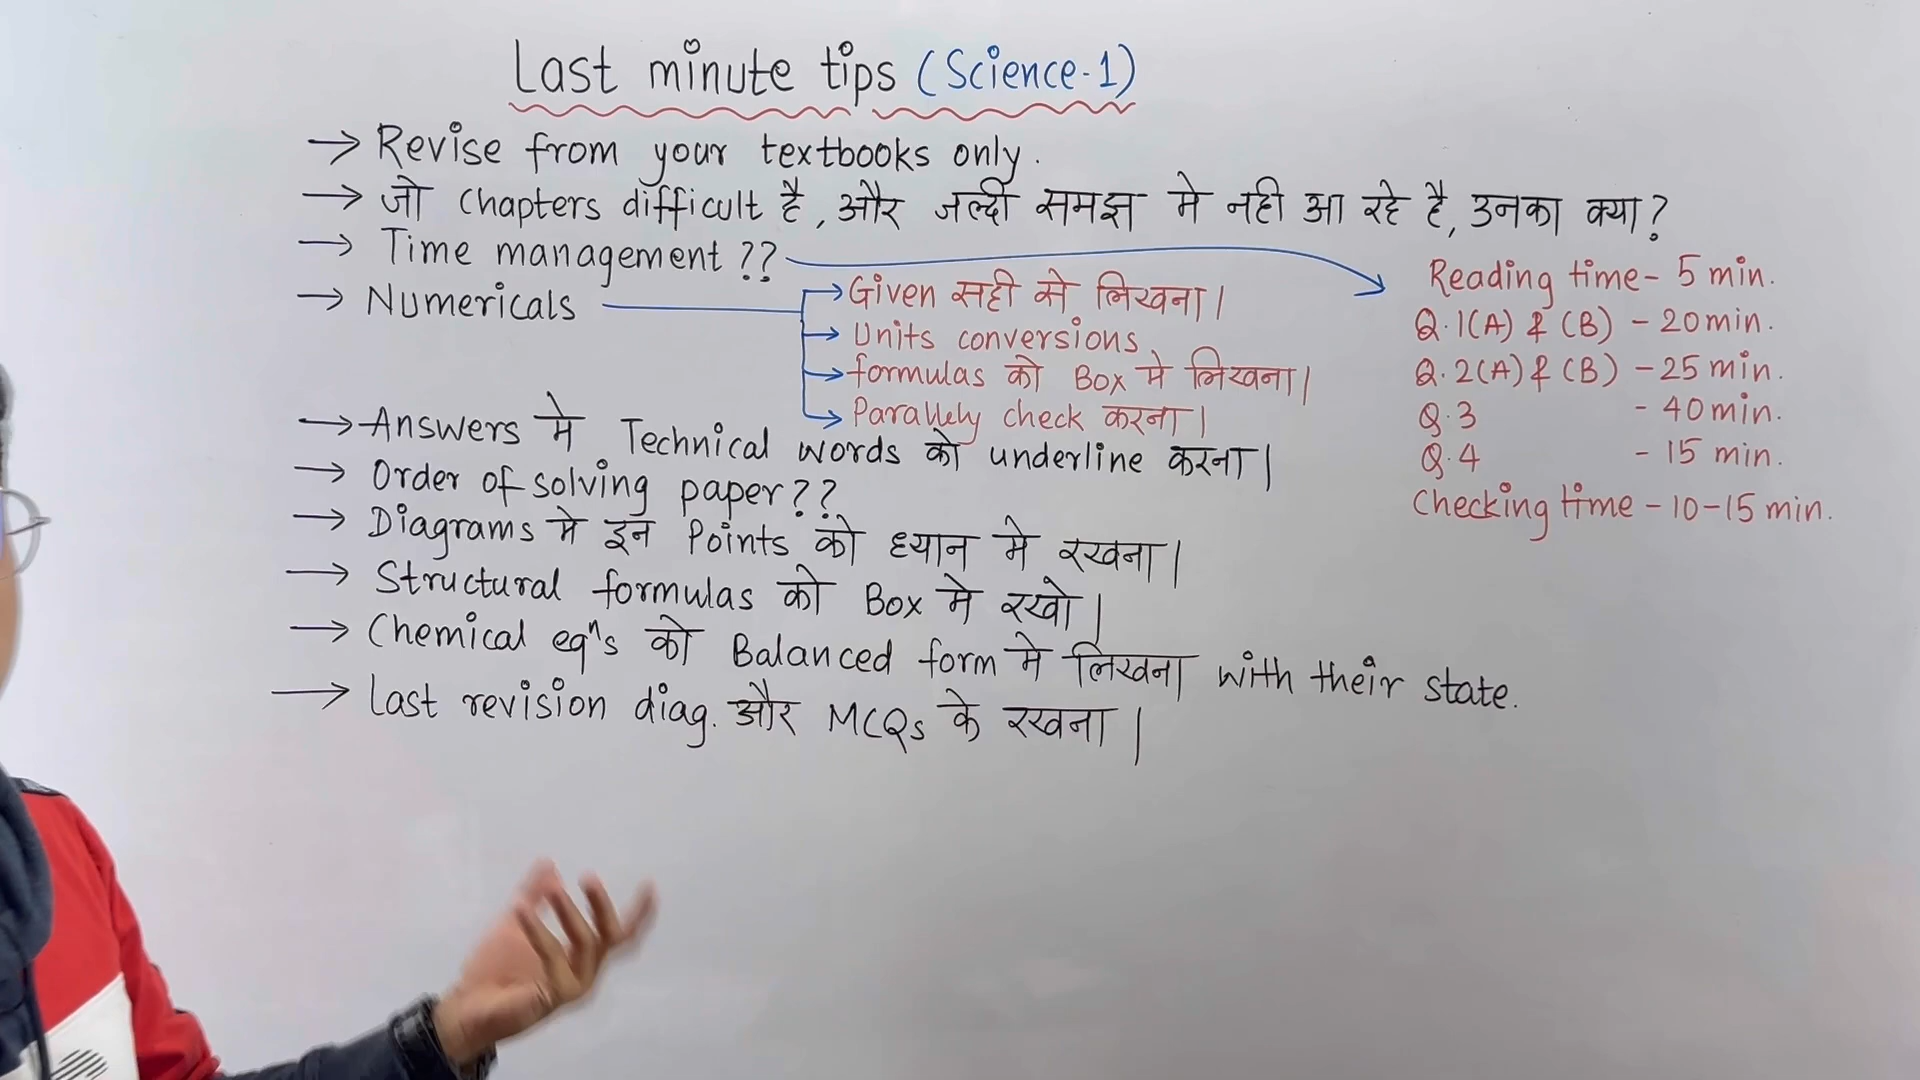 Last minute tips (Science-1)
→ Revise from your textbooks only.
→ जो Chapters difficult है, और जल्दी समझ मे नही आ रहे है, उनका क्या?
→ Time management ??
Reading time - 5 min.
Q.1(A) & (B) - 20 min.
Q.2(A) & (B) - 25 min.
Q.3 - 40 min.
Q.4 - 15 min.
Checking time - 10-15 min.
→ Numericals
→ Given सही से लिखना।
→ Units conversions
→ formulas को Box मे लिखना।
→ Parallely check करना।
→ Answers मे Technical words को underline करना।
→ Order of solving paper??
→ Diagrams मे इन Points को ध्यान मे रखना।
→ Structural formulas को Box मे रखो।
→ Chemical eqⁿs को Balanced form मे लिखना with their state.
→ Last revision diag. और MCQs के रखना।